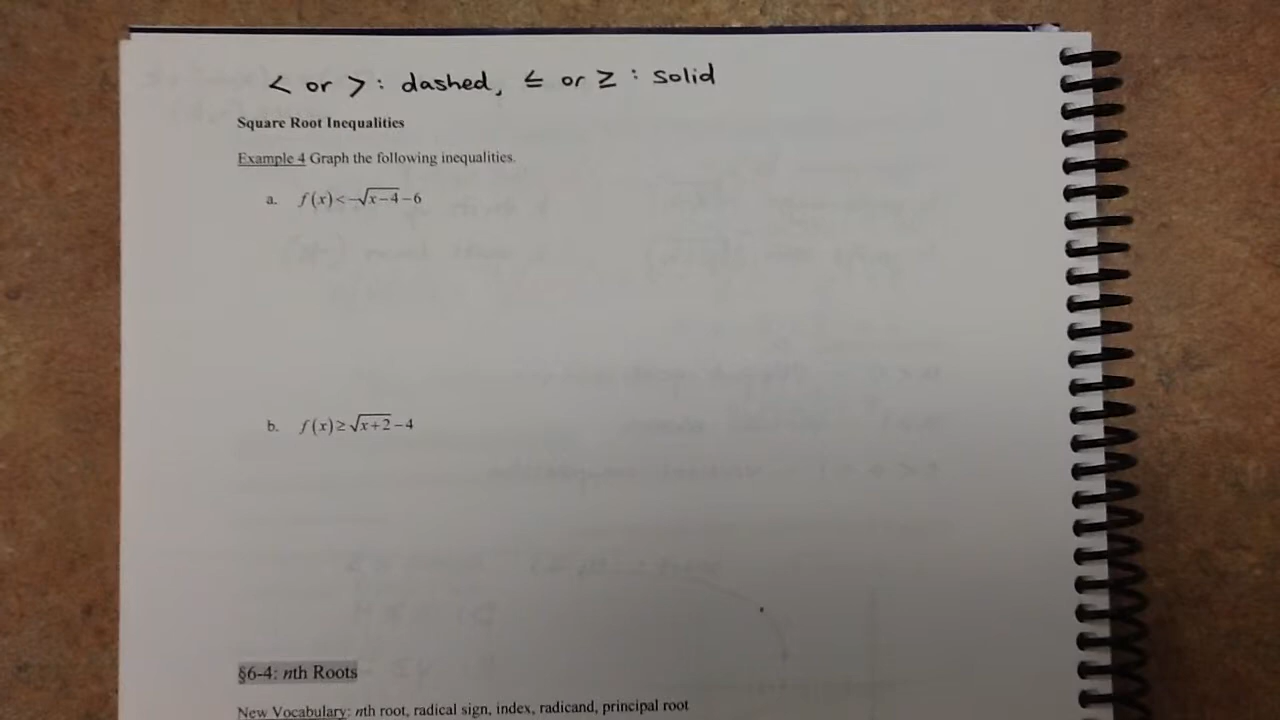 < or > : dashed, ≤ or ≥ : solid
Square Root Inequalities
Example 4 Graph the following inequalities.
a. f(x) < -√(x-4) - 6
b. f(x) ≥ √(x+2) - 4
§6-4: nth Roots
New Vocabulary: nth root, radical sign, index, radicand, principal root